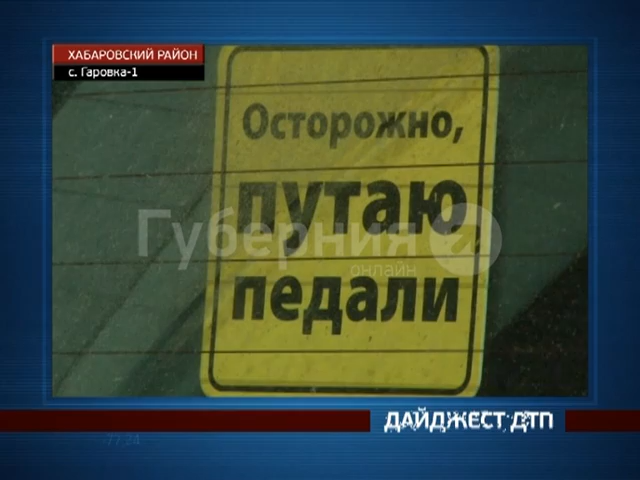 ХАБАРОВСКИЙ РАЙОН
с. Гаровка-1
Осторожно,
путаю
Губерния
онлайн
педали
ДАЙДЖЕСТ ДТП